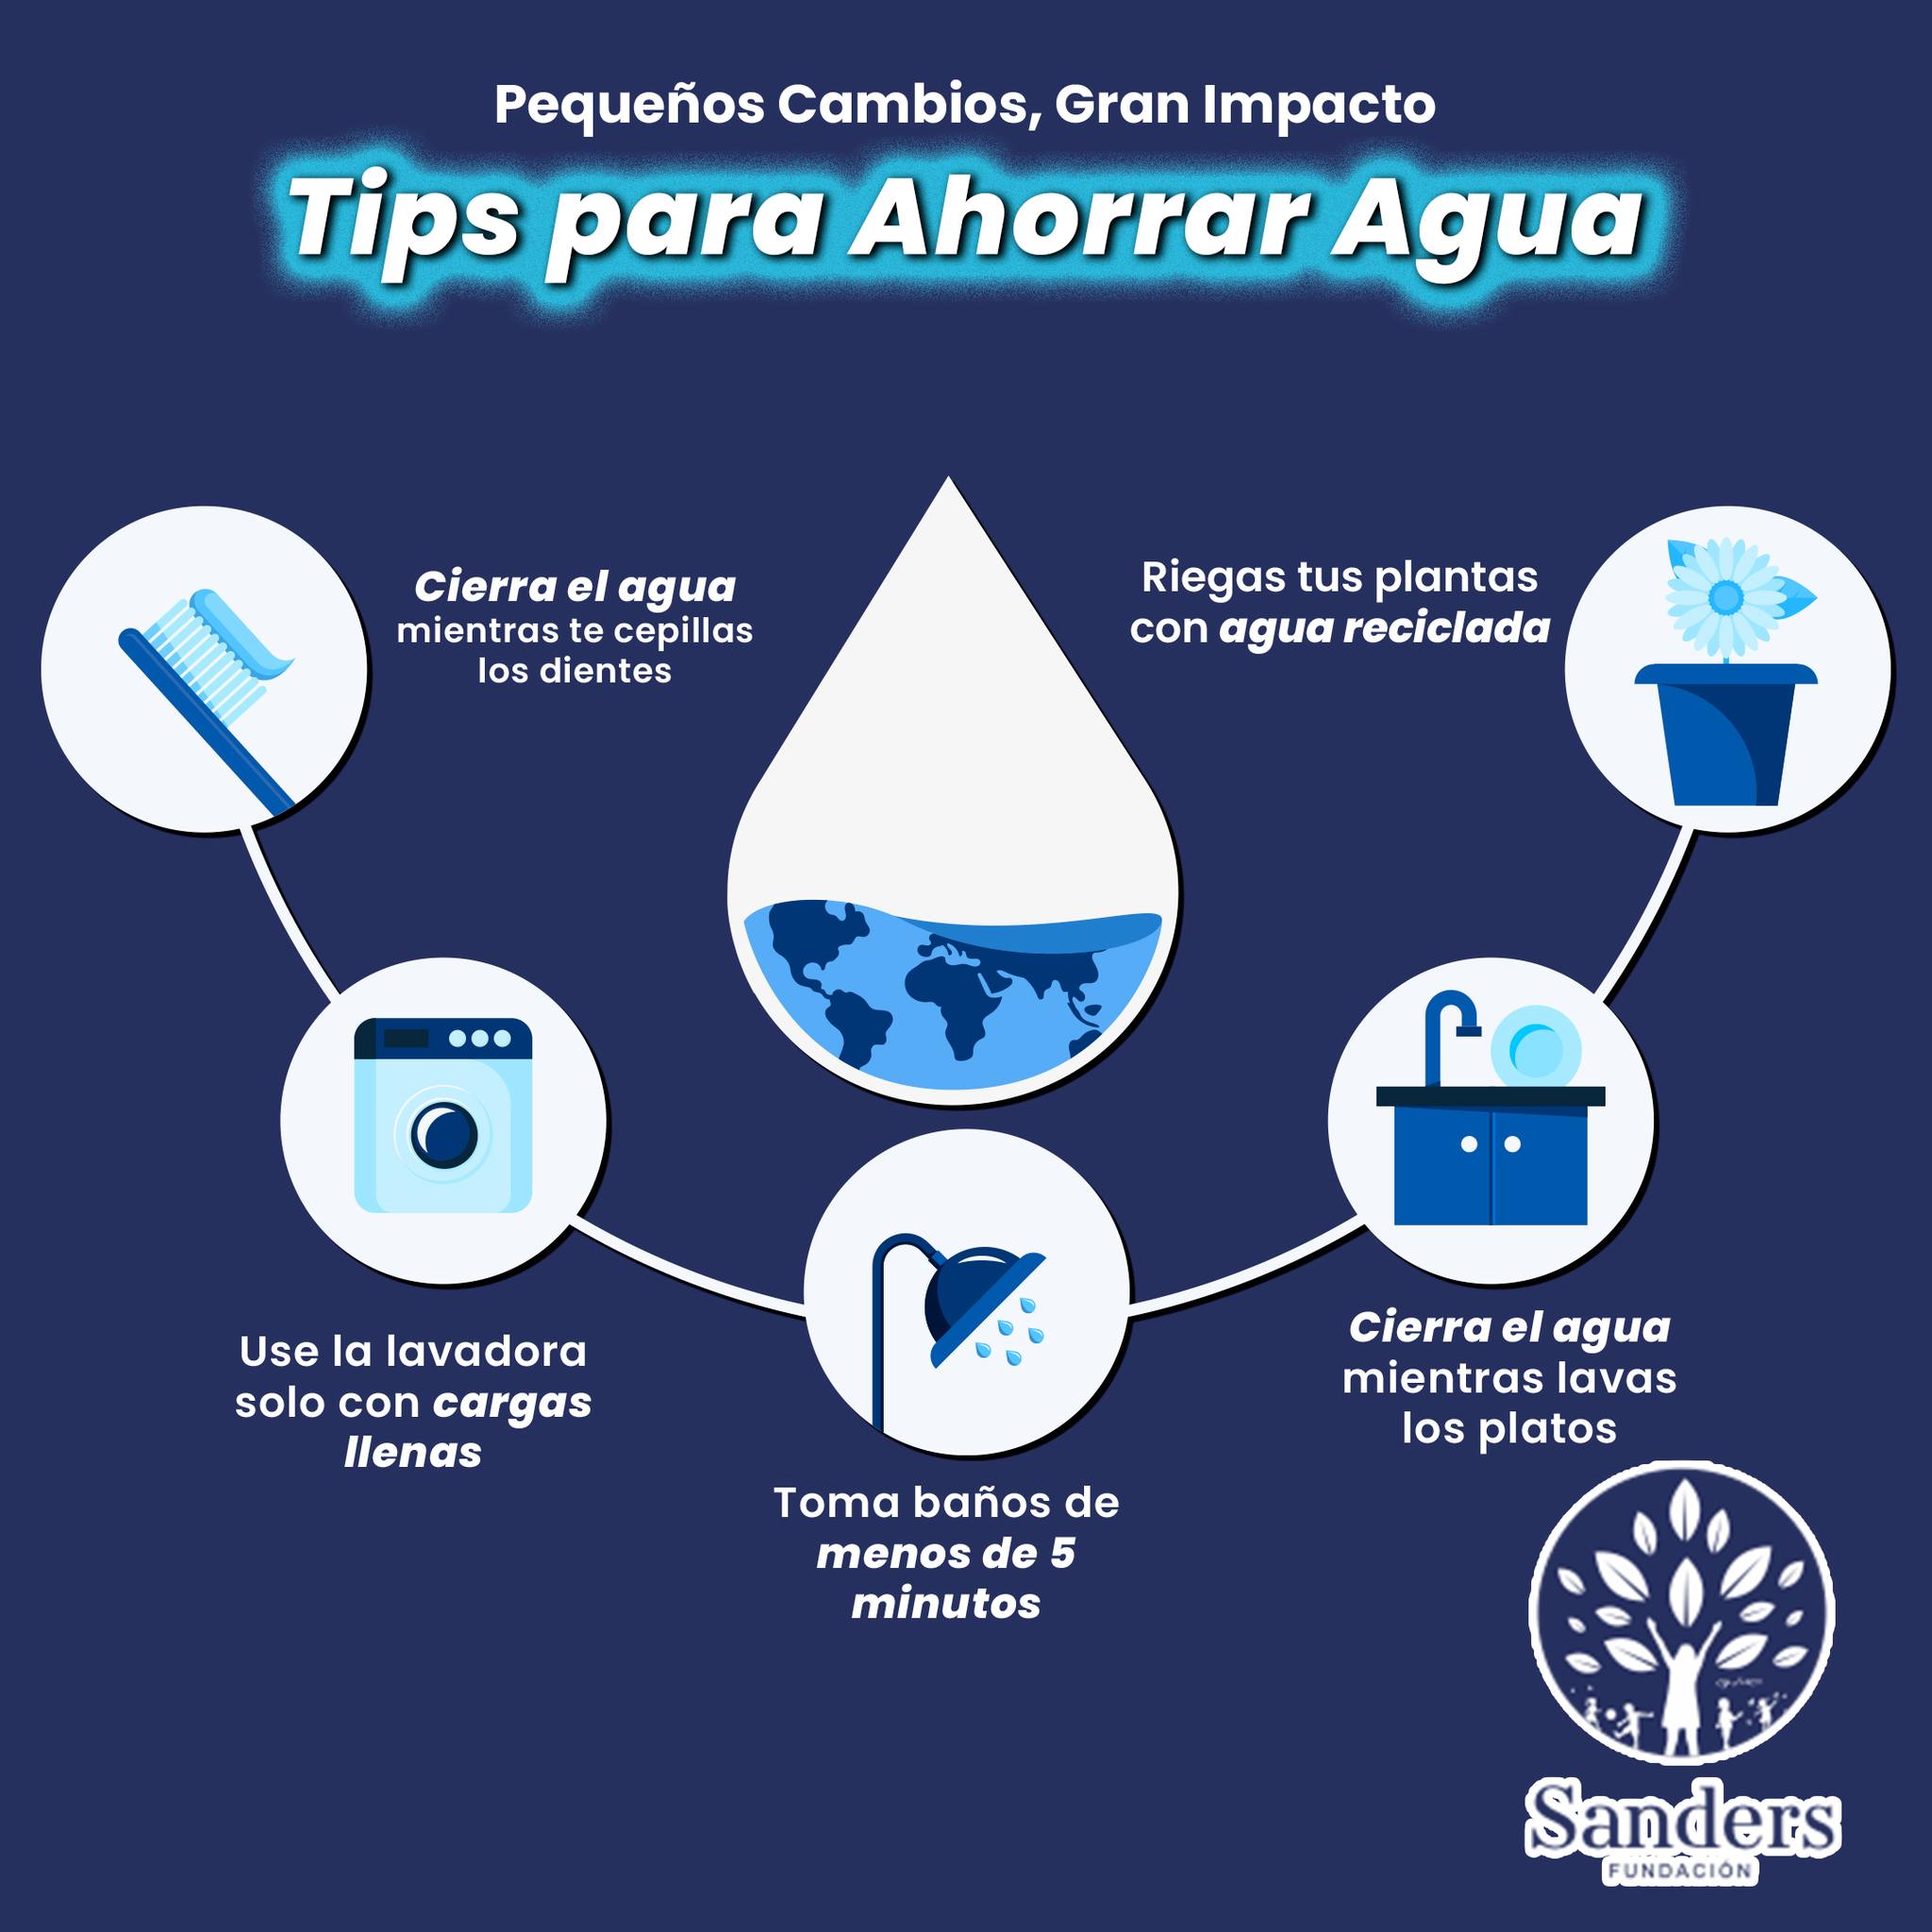 Pequeños Cambios, Gran Impacto
Tips para Ahorrar Agua
Cierra el agua
mientras te cepillas
los dientes
Riegas tus plantas
con agua reciclada
Use la lavadora
solo con cargas
llenas
Toma baños de
menos de 5
minutos
Cierra el agua
mientras lavas
los platos
Sanders
FUNDACIÓN